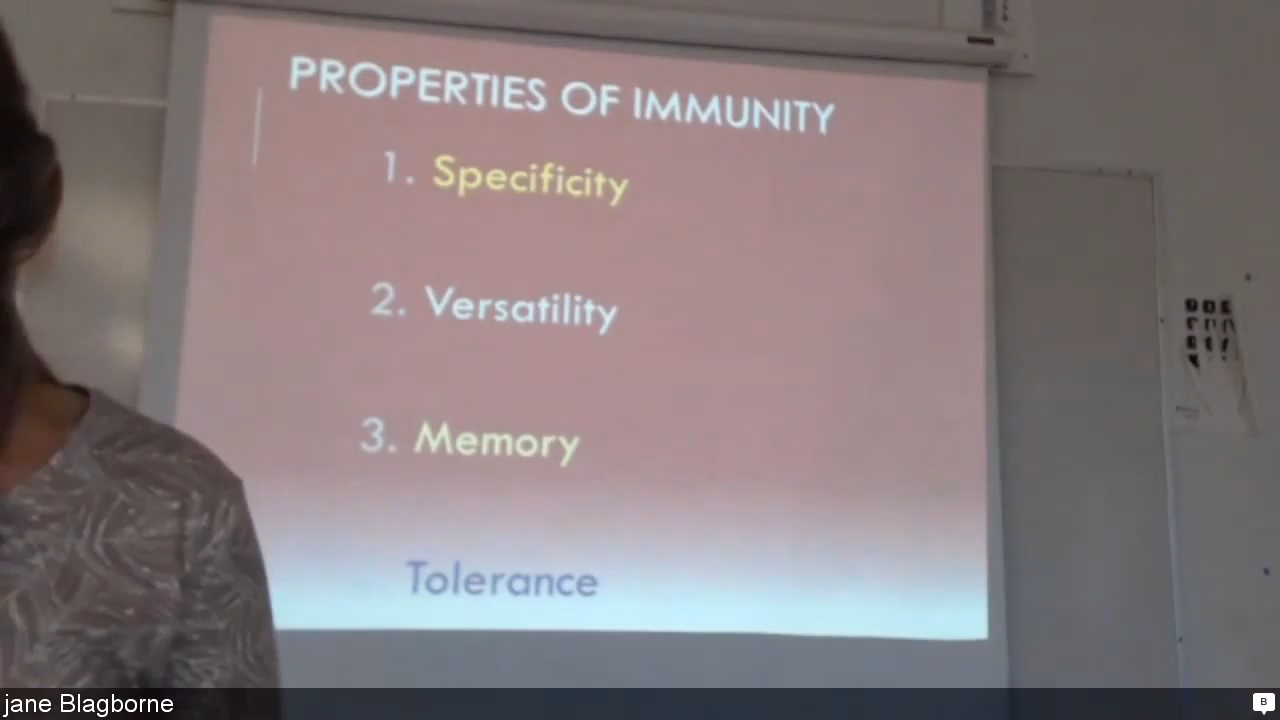 PROPERTIES OF IMMUNITY
1. Specificity
2. Versatility
3. Memory
Tolerance
jane Blagborne
B